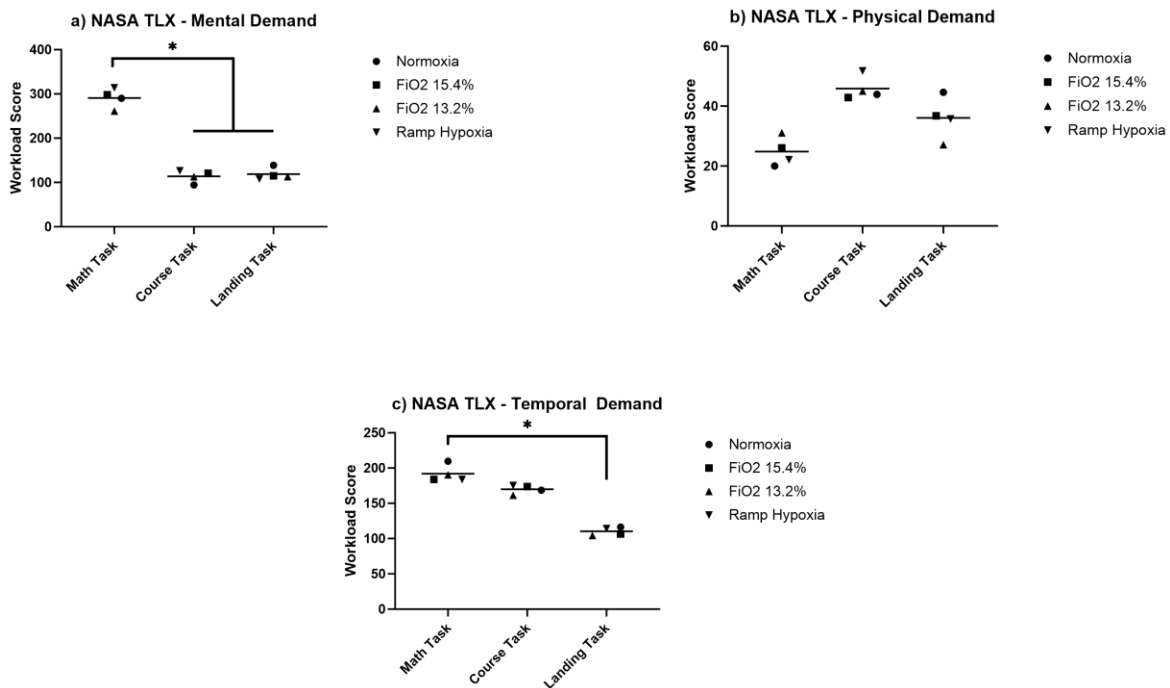 a) NASA TLX - Mental Demand
*
Workload Score
400
300
200
100
0
Math Task
Course Task
Landing Task
Normoxia
FiO2 15.4%
FiO2 13.2%
Ramp Hypoxia
b) NASA TLX - Physical Demand
Workload Score
60
40
20
0
Math Task
Course Task
Landing Task
Normoxia
FiO2 15.4%
FiO2 13.2%
Ramp Hypoxia
c) NASA TLX - Temporal Demand
*
Workload Score
250
200
150
100
50
0
Math Task
Course Task
Landing Task
Normoxia
FiO2 15.4%
FiO2 13.2%
Ramp Hypoxia